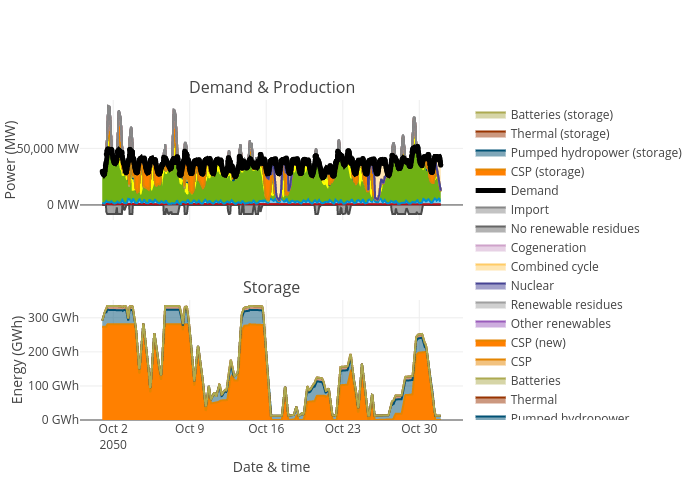 Demand & Production
Power (MW)
50,000 MW
0 MW
Storage
Energy (GWh)
300 GWh
200 GWh
100 GWh
0 GWh
Oct 2
2050
Oct 9
Oct 16
Oct 23
Oct 30
Date & time
Batteries (storage)
Thermal (storage)
Pumped hydropower (storage)
CSP (storage)
Demand
Import
No renewable residues
Cogeneration
Combined cycle
Nuclear
Renewable residues
Other renewables
CSP (new)
CSP
Batteries
Thermal
Pumped hydropower